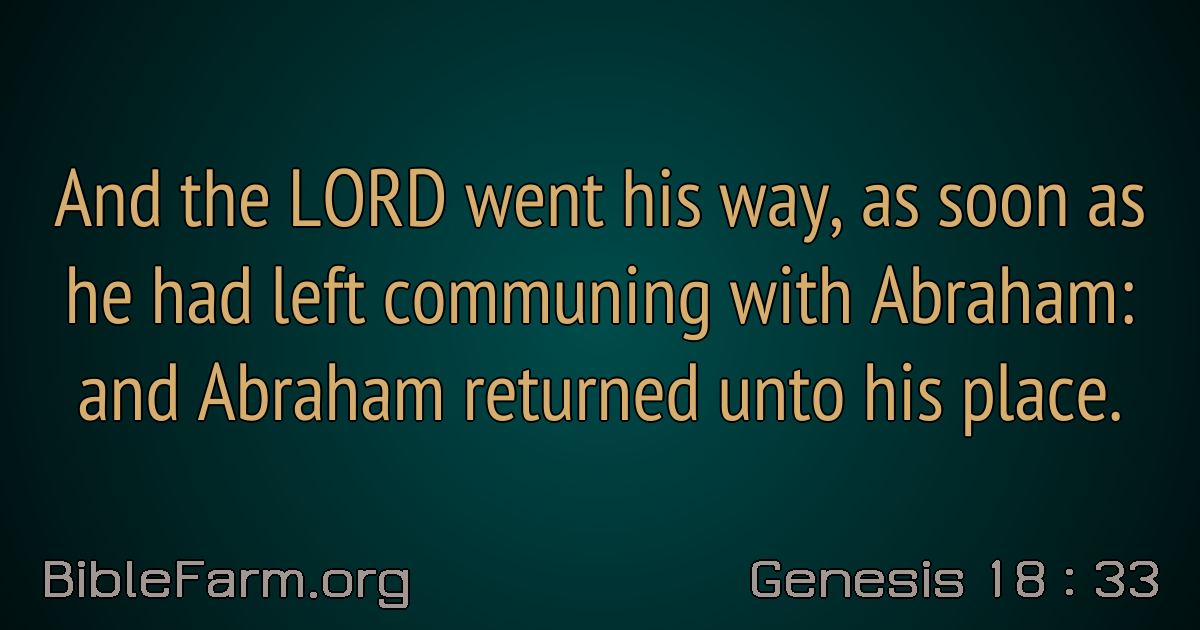 And the LORD went his way, as soon as
he had left communing with Abraham:
and Abraham returned unto his place.
BibleFarm.org
Genesis 18 : 33